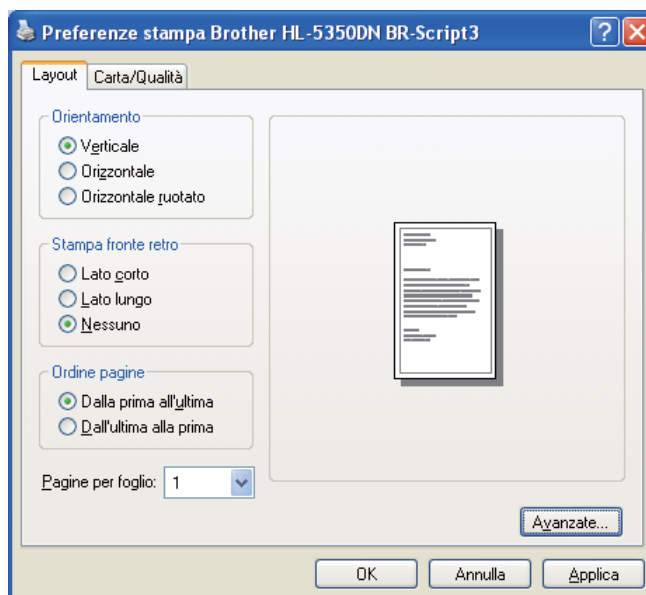 Preferenze stampa Brother HL-5350DN BR-Script3
Layout Carta/Qualità
Orientamento
Verticale
Orizzontale
Orizzontale ruotato
Stampa fronte retro
Lato corto
Lato lungo
Nessuno
Ordine pagine
Dalla prima all'ultima
Dall'ultima alla prima
Pagine per foglio: 1
Avanzate...
OK Annulla Applica